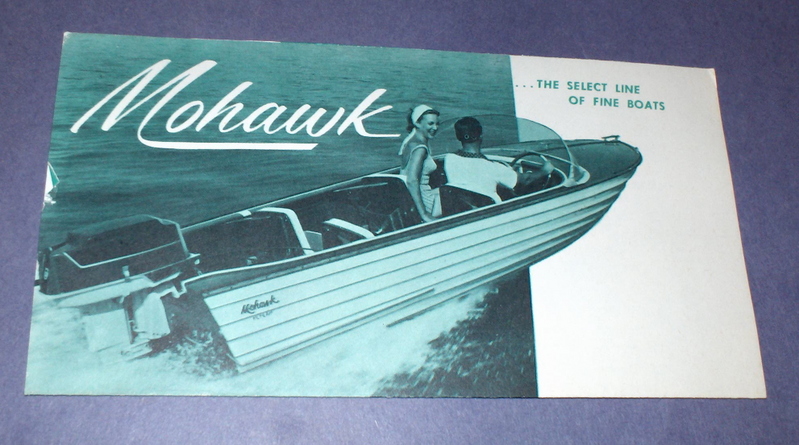 Mohawk
...THE SELECT LINE
OF FINE BOATS
Mohawk